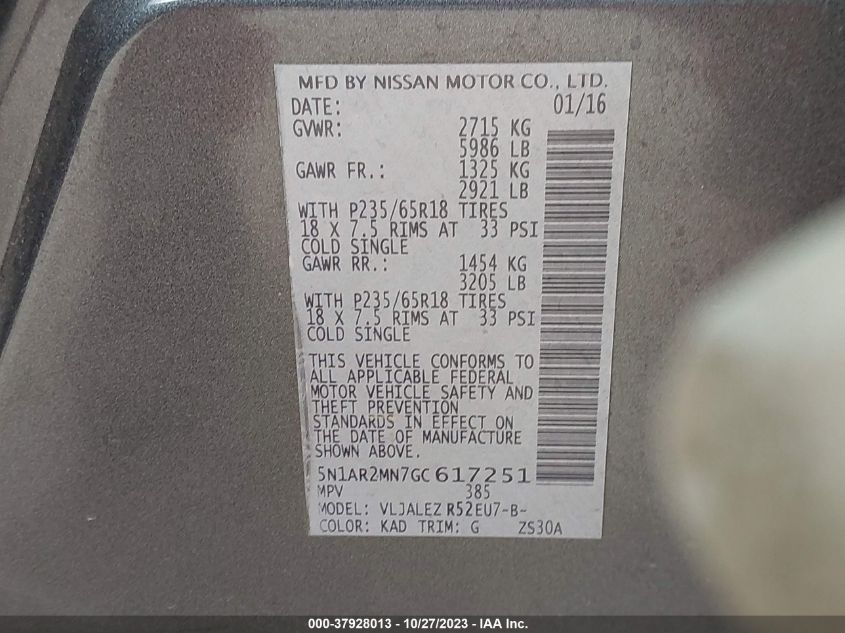 MFD BY NISSAN MOTOR CO., LTD.
DATE: 01/16
GVWR: 2715 KG
5986 LB
GAWR FR.: 1325 KG
2921 LB
WITH P235/65R18 TIRES
18 X 7.5 RIMS AT 33 PSI
COLD SINGLE
GAWR RR.: 1454 KG
3205 LB
WITH P235/65R18 TIRES
18 X 7.5 RIMS AT 33 PSI
COLD SINGLE
THIS VEHICLE CONFORMS TO
ALL APPLICABLE FEDERAL
MOTOR VEHICLE SAFETY AND
THEFT PREVENTION
STANDARDS IN EFFECT ON
THE DATE OF MANUFACTURE
SHOWN ABOVE.
5N1AR2MN7GC617251
MPV 385
MODEL: VLJALEZ R52EU7-B-
COLOR: KAD TRIM: G ZS30A
000-37928013 - 10/27/2023 - IAA Inc.